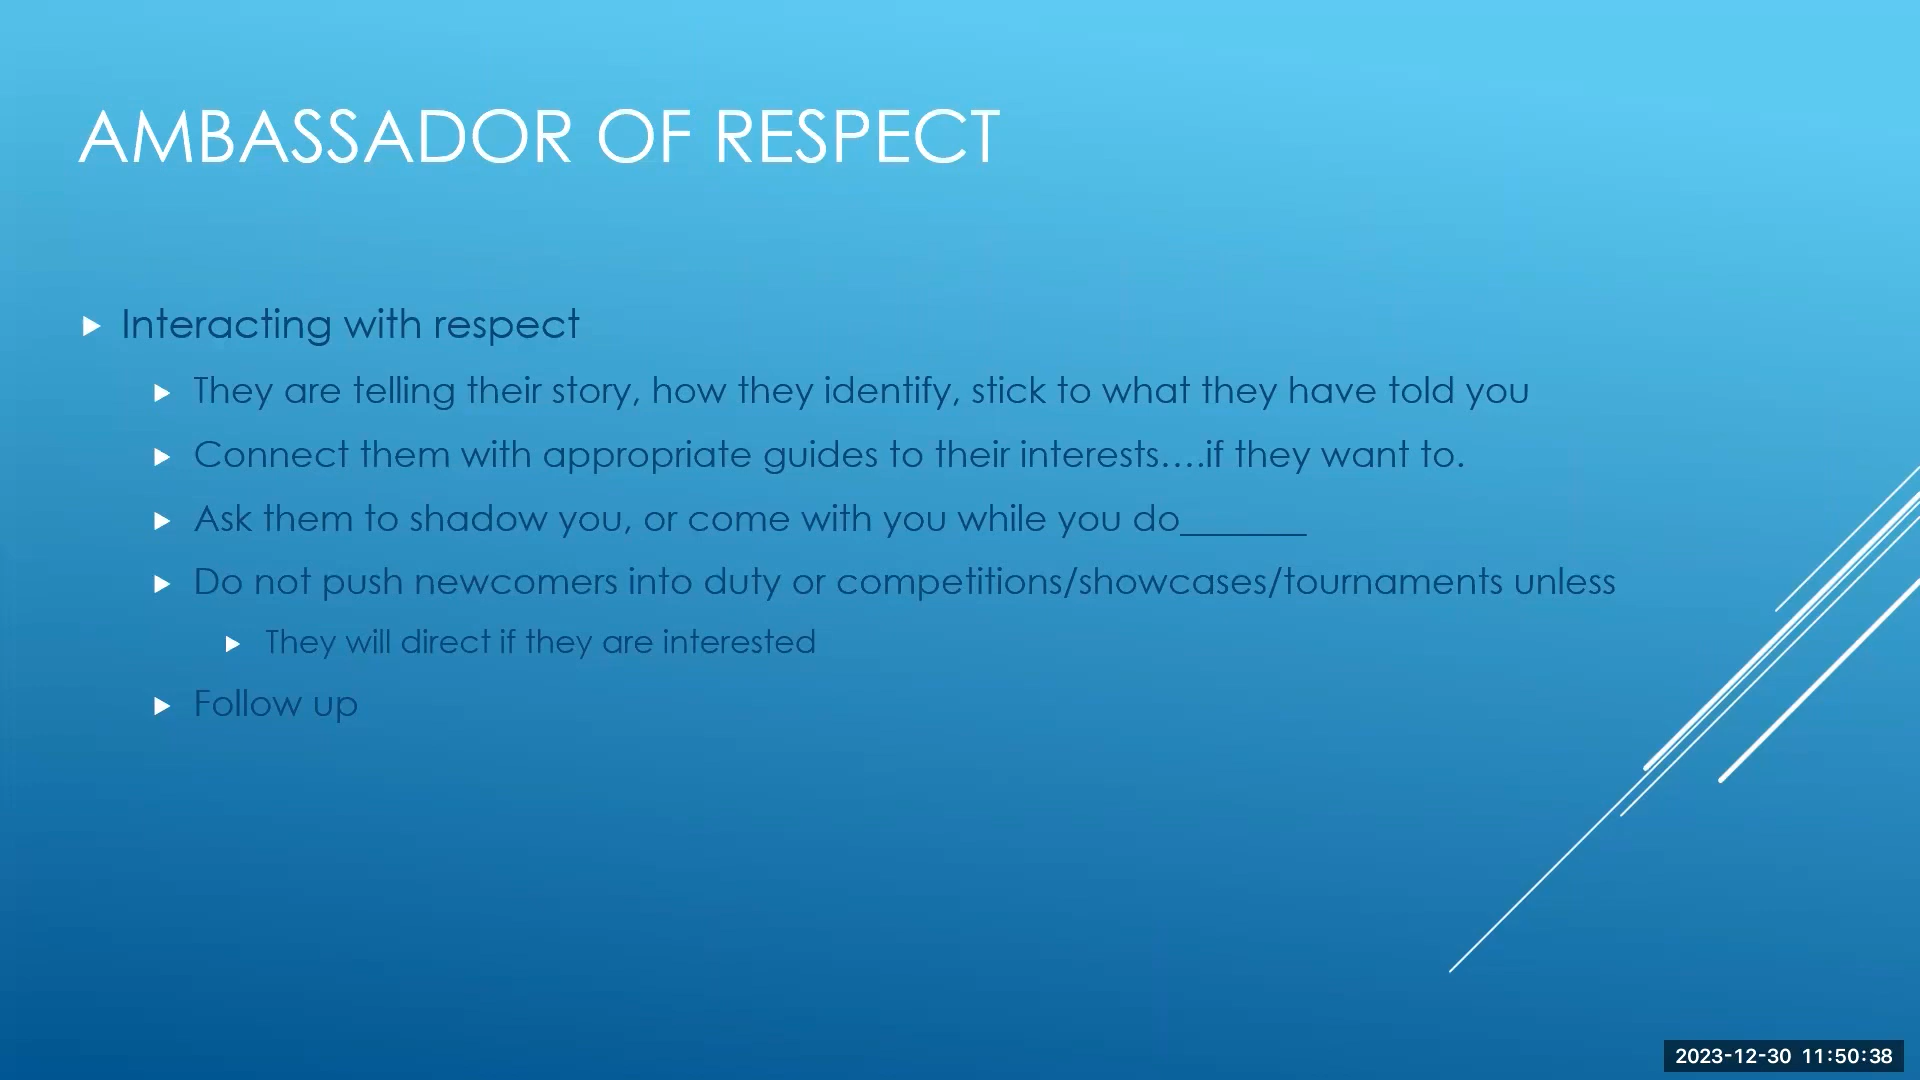 AMBASSADOR OF RESPECT
Interacting with respect
They are telling their story, how they identify, stick to what they have told you
Connect them with appropriate guides to their interests....if they want to.
Ask them to shadow you, or come with you while you do_______
Do not push newcomers into duty or competitions/showcases/tournaments unless
They will direct if they are interested
Follow up
2023-12-30 11:50:38